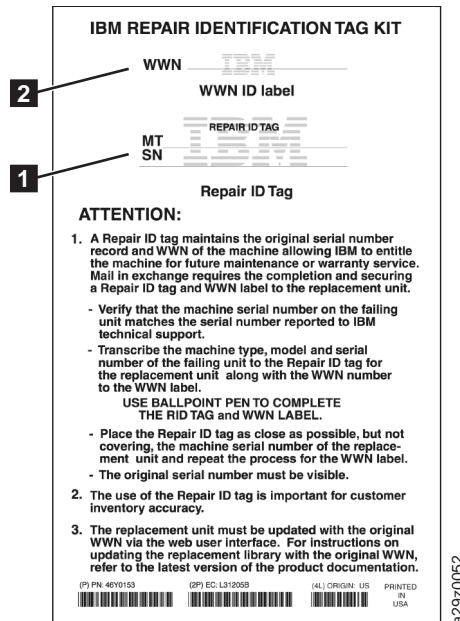 IBM REPAIR IDENTIFICATION TAG KIT
WWN IBM
2
WWN ID label
REPAIR ID TAG
IBM
MT
SN
1
Repair ID Tag
ATTENTION:
1. A Repair ID tag maintains the original serial number
record and WWN of the machine allowing IBM to entitle
the machine for future maintenance or warranty service.
Mail in exchange requires the completion and securing
a Repair ID tag and WWN label to the replacement unit.
- Verify that the machine serial number on the failing
unit matches the serial number reported to IBM
technical support.
- Transcribe the machine type, model and serial
number of the failing unit to the Repair ID tag for
the replacement unit along with the WWN number
to the WWN label.
USE BALLPOINT PEN TO COMPLETE
THE RID TAG and WWN LABEL.
- Place the Repair ID tag as close as possible, but not
covering, the machine serial number of the replace-
ment unit and repeat the process for the WWN label.
- The original serial number must be visible.
2. The use of the Repair ID tag is important for customer
inventory accuracy.
3. The replacement unit must be updated with the original
WWN via the web user interface. For instructions on
updating the replacement library with the original WWN,
refer to the latest version of the product documentation.
(P) PN: 46Y0153 (2P) EC: L31205B (4L) ORIGIN: US PRINTED
IN
USA
a29z0052